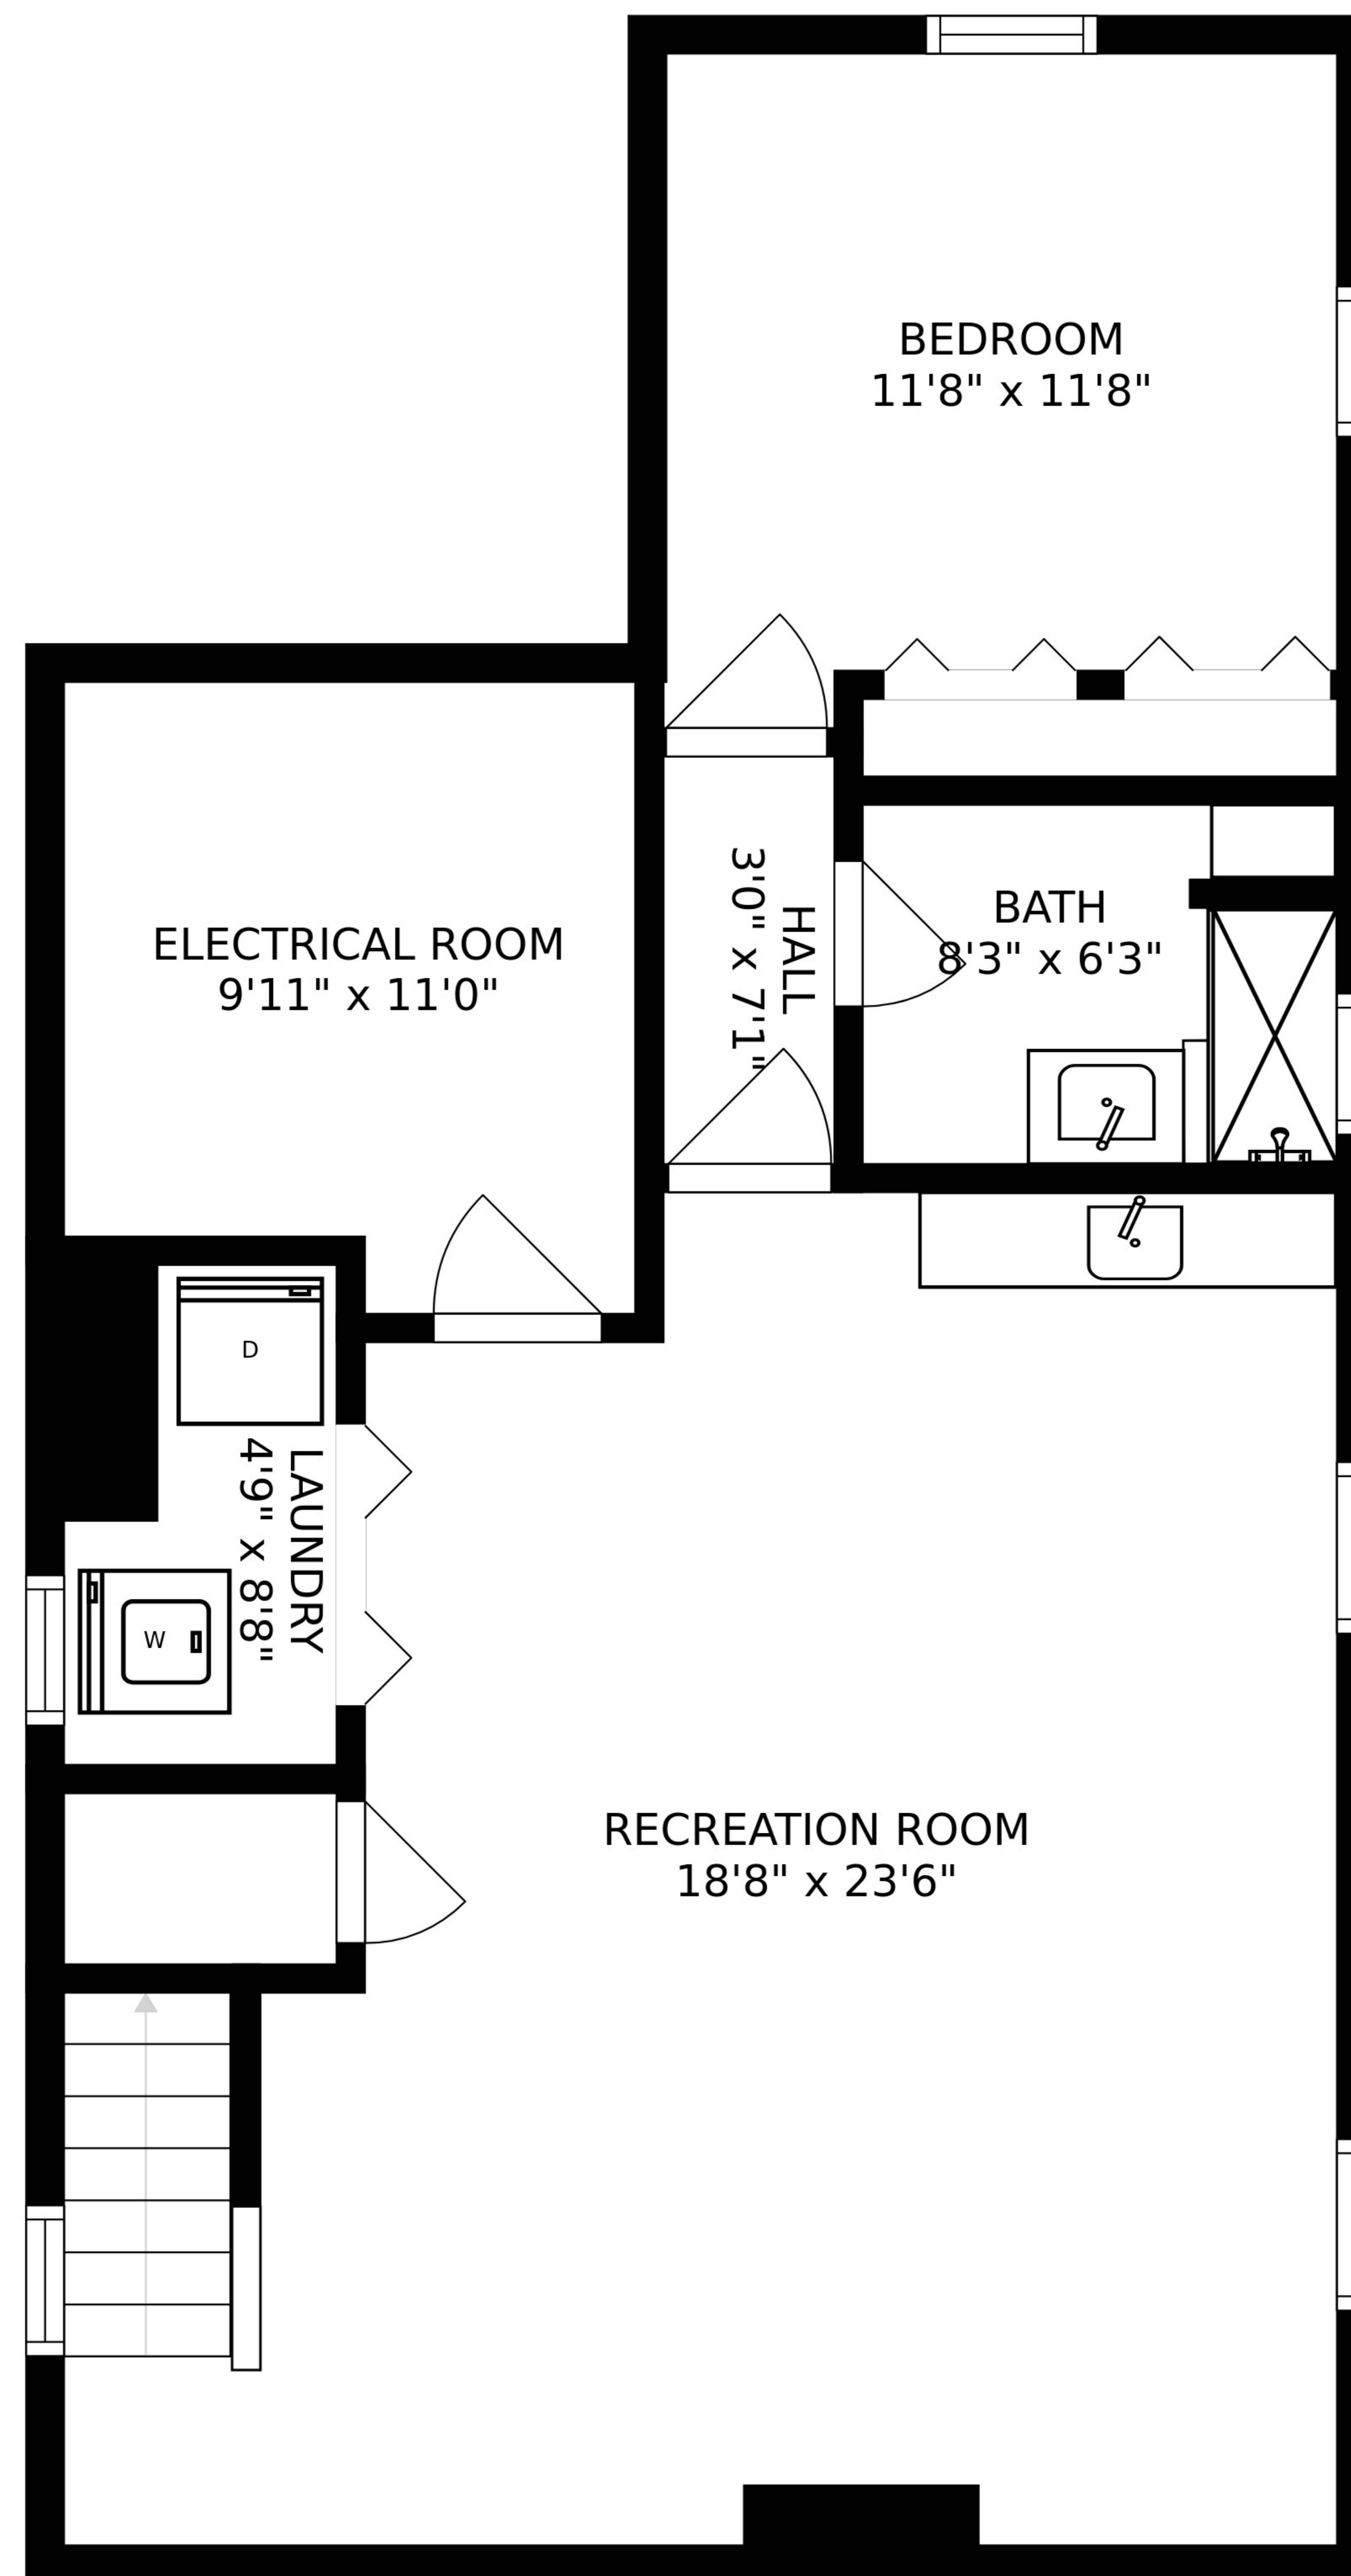 BEDROOM
11'8" x 11'8"
ELECTRICAL ROOM
9'11" x 11'0"
HALL
3'0" x 7'1"
BATH
8'3" x 6'3"
D
LAUNDRY
4'9" x 8'8"
W
RECREATION ROOM
18'8" x 23'6"